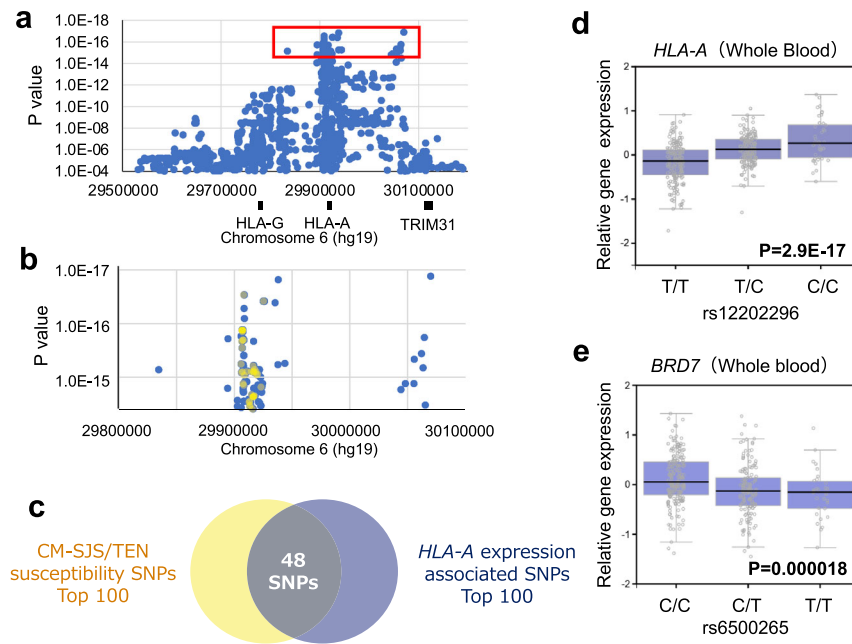 a
1.0E-18
1.0E-16
1.0E-14
1.0E-12
1.0E-10
1.0E-08
1.0E-06
1.0E-04
P value
29500000 29700000 29900000 30100000
HLA-G HLA-A TRIM31
Chromosome 6 (hg19)
b
1.0E-17
1.0E-16
1.0E-15
P value
29800000 29900000 30000000 30100000
Chromosome 6 (hg19)
c
CM-SJS/TEN
susceptibility SNPs
Top 100
48
SNPs
HLA-A expression
associated SNPs
Top 100
d
HLA-A (Whole Blood)
Relative gene expression
2
1
0
-1
-2
P=2.9E-17
T/T T/C C/C
rs12202296
e
BRD7 (Whole blood)
Relative gene expression
2
1
0
-1
-2
P=0.000018
C/C C/T T/T
rs6500265